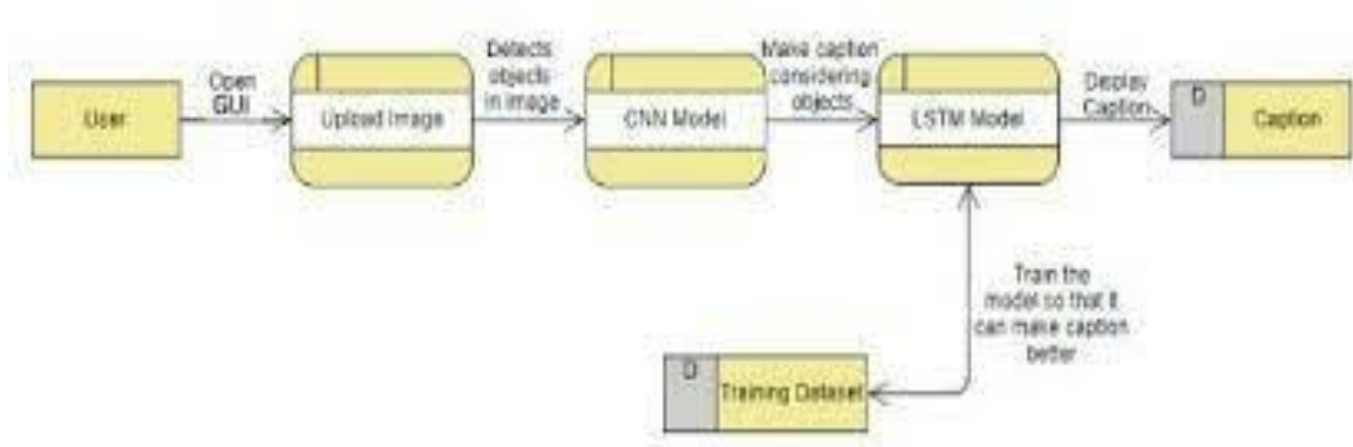 User
Open
GUI
Upload Image
Detects
objects
in image
CNN Model
Make caption
considering
objects
LSTM Model
Display
Caption
D
Caption
Train the
model so that it
can make caption
better
D
Training Dataset